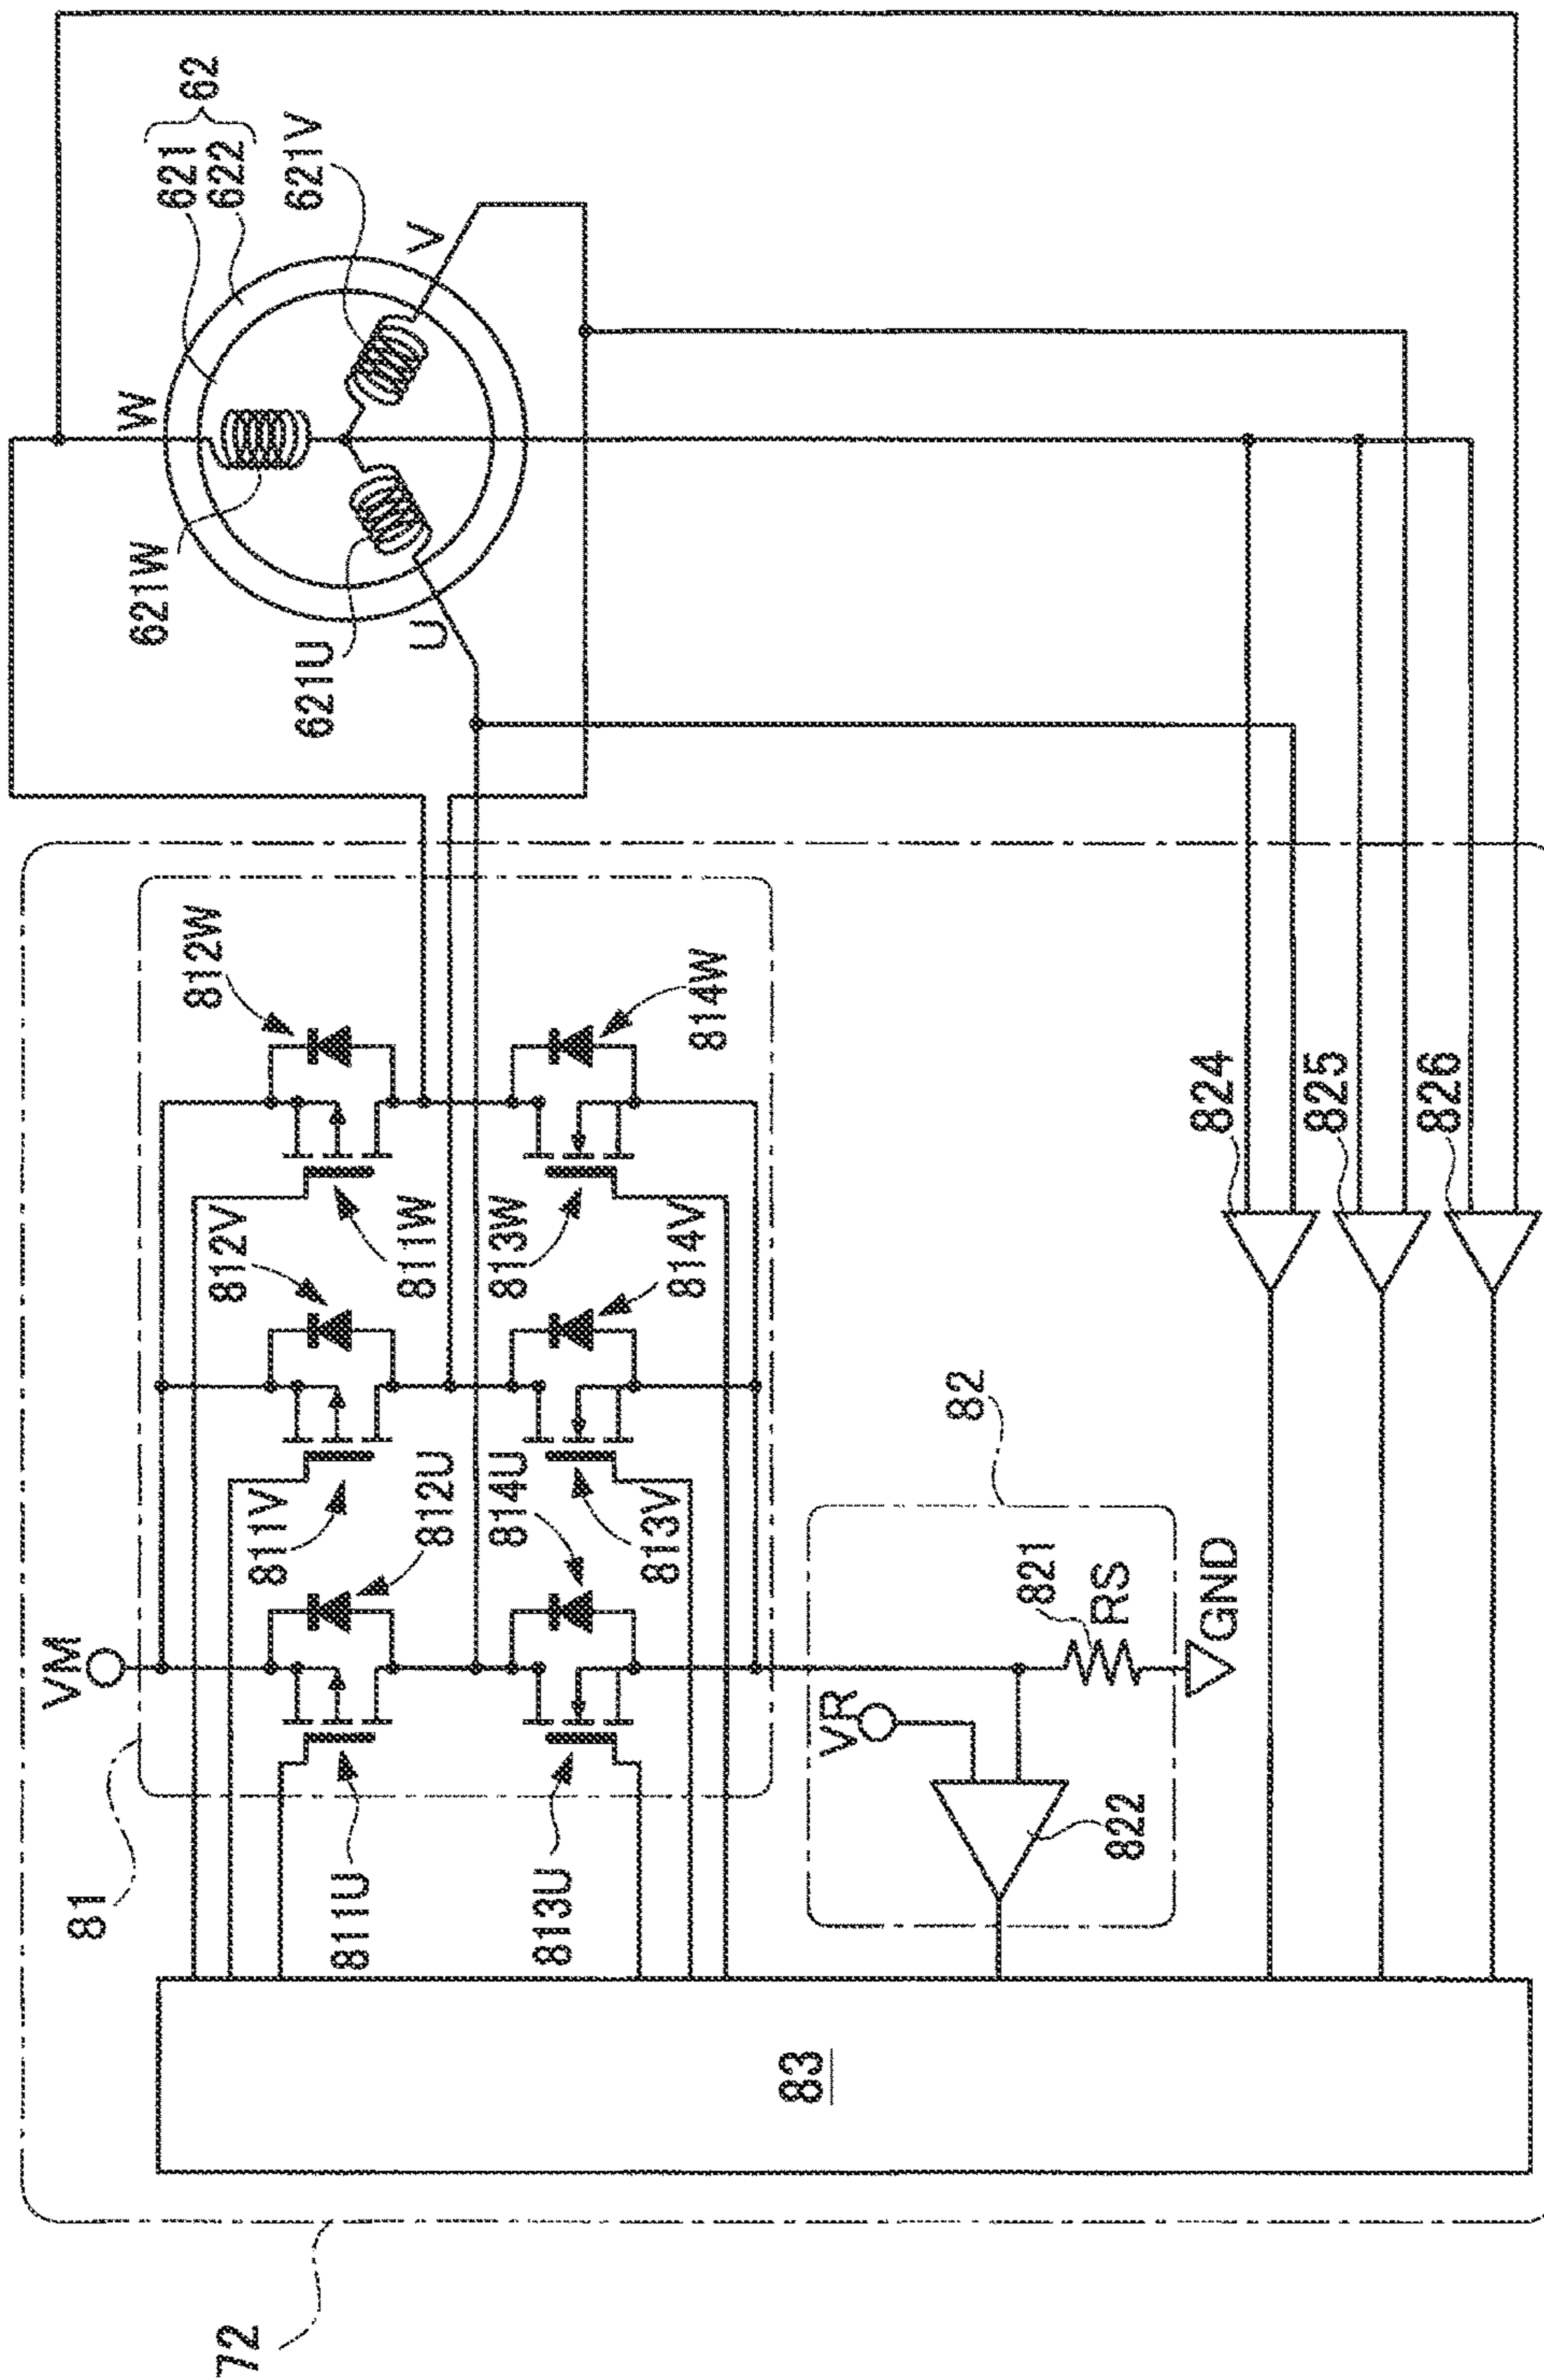 72
81
VM
83
811U
813U
811V
812U
814U
813V
812V
811W
813W
814V
812W
814W
82
VR
822
821
RS
GND
824
825
826
62
621
622
621V
621W
621U
W
V
U